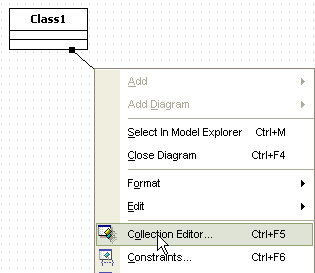 Class1
Add
Add Diagram
Select In Model Explorer Ctrl+M
Close Diagram Ctrl+F4
Format
Edit
Collection Editor... Ctrl+F5
Constraints... Ctrl+F6